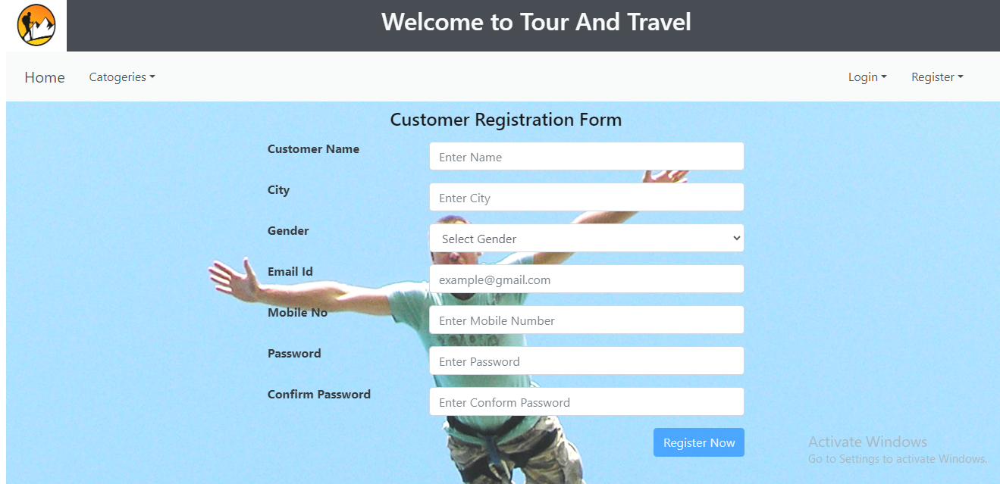 Welcome to Tour And Travel
Home Catogeries Login Register
Customer Registration Form
Customer Name Enter Name
City Enter City
Gender Select Gender
Email Id example@gmail.com
Mobile No Enter Mobile Number
Password Enter Password
Confirm Password Enter Conform Password
Register Now
Activate Windows
Go to Settings to activate Windows.